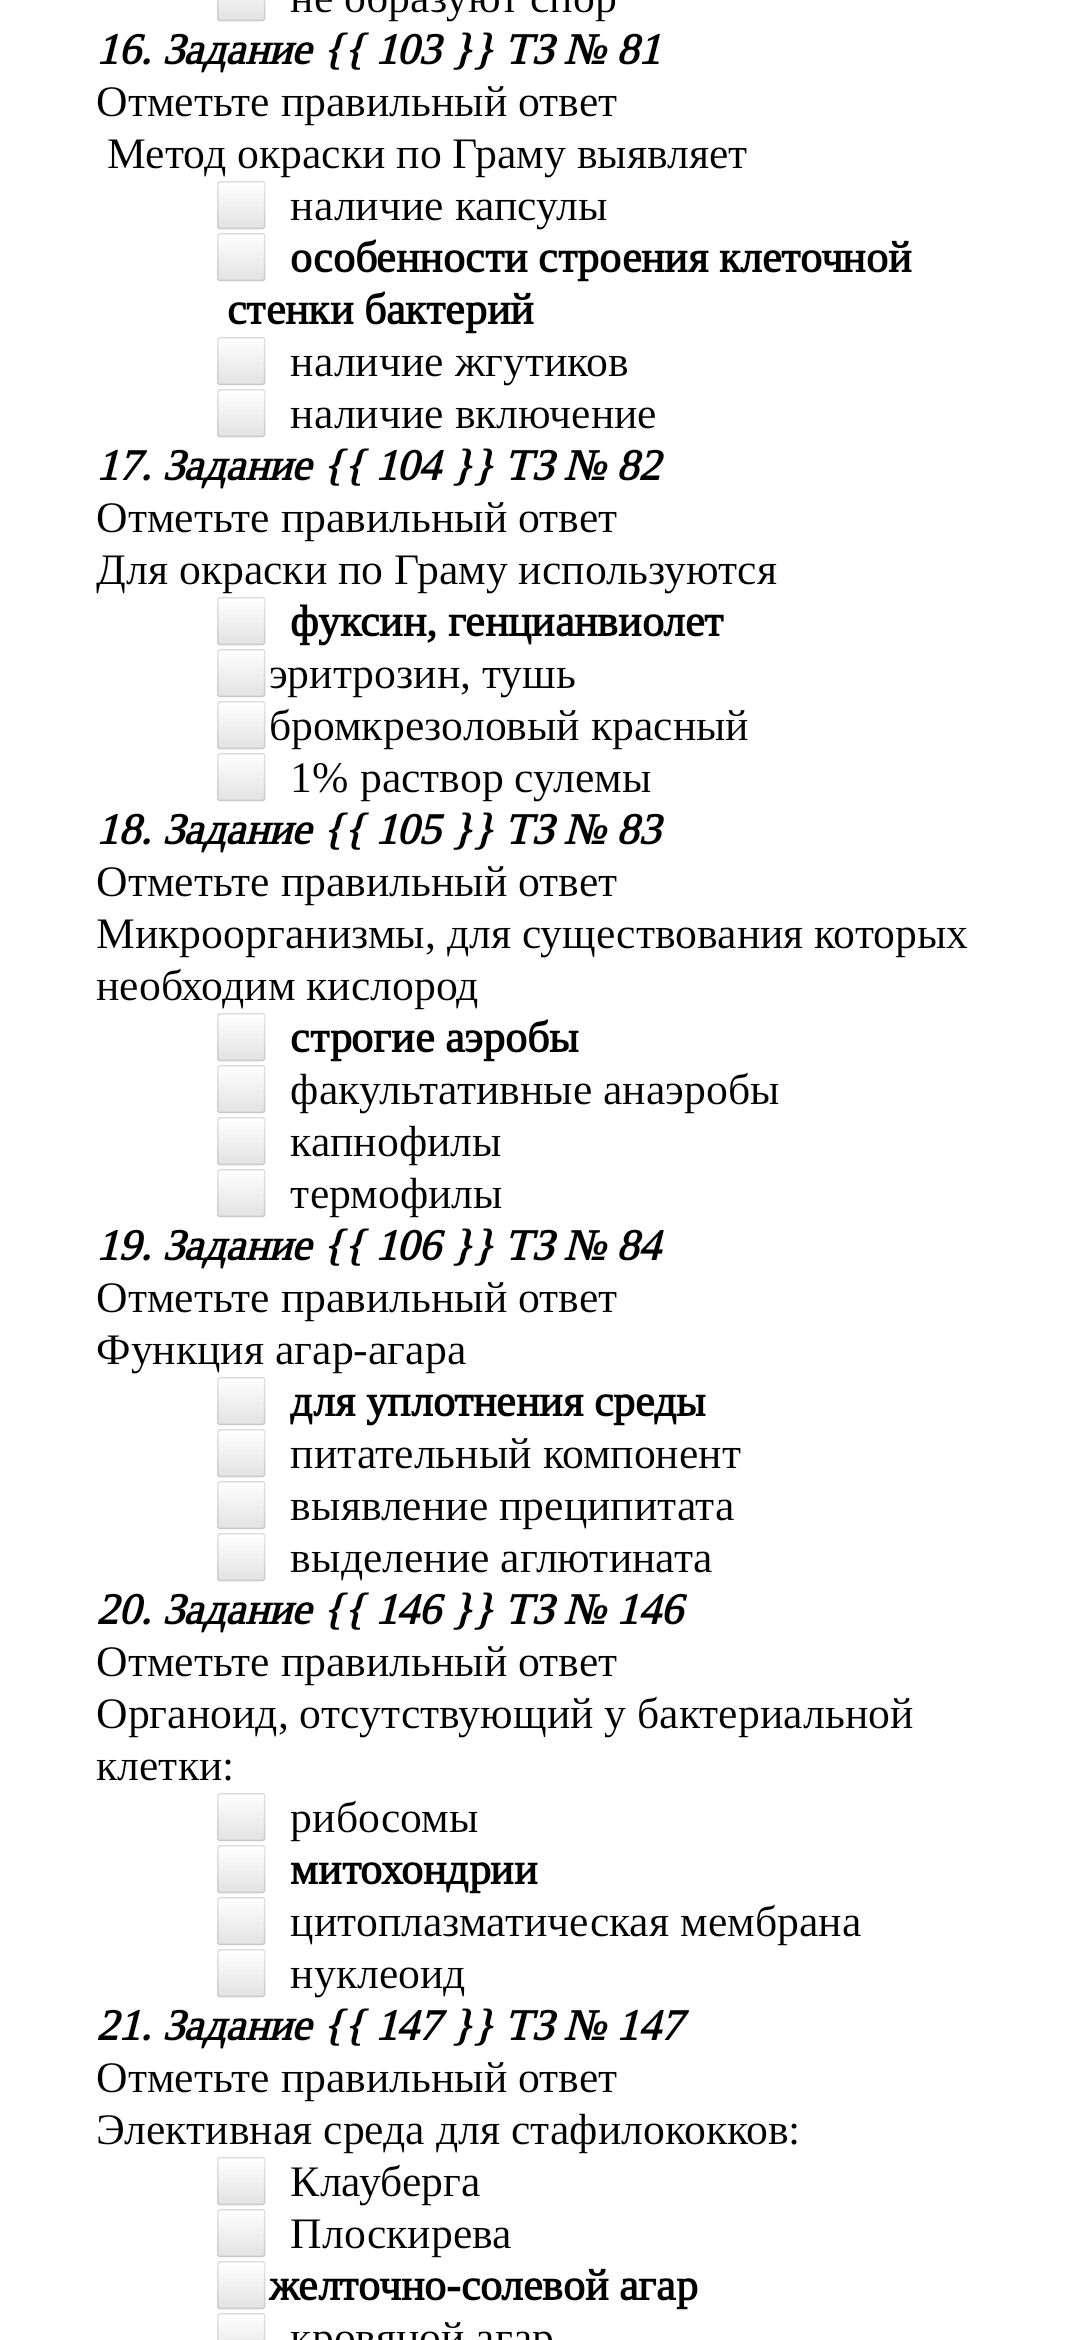 не образуют спор
16. Задание {{ 103 }} ТЗ № 81
Отметьте правильный ответ
Метод окраски по Граму выявляет
наличие капсулы
особенности строения клеточной
стенки бактерий
наличие жгутиков
наличие включение
17. Задание {{ 104 }} ТЗ № 82
Отметьте правильный ответ
Для окраски по Граму используются
фуксин, генцианвиолет
эритрозин, тушь
бромкрезоловый красный
1% раствор сулемы
18. Задание {{ 105 }} ТЗ № 83
Отметьте правильный ответ
Микроорганизмы, для существования которых
необходим кислород
строгие аэробы
факультативные анаэробы
капнофилы
термофилы
19. Задание {{ 106 }} ТЗ № 84
Отметьте правильный ответ
Функция агар-агара
для уплотнения среды
питательный компонент
выявление преципитата
выделение аглютината
20. Задание {{ 146 }} ТЗ № 146
Отметьте правильный ответ
Органоид, отсутствующий у бактериальной
клетки:
рибосомы
митохондрии
цитоплазматическая мембрана
нуклеоид
21. Задание {{ 147 }} ТЗ № 147
Отметьте правильный ответ
Элективная среда для стафилококков:
Клауберга
Плоскирева
желточно-солевой агар
кровяной агар